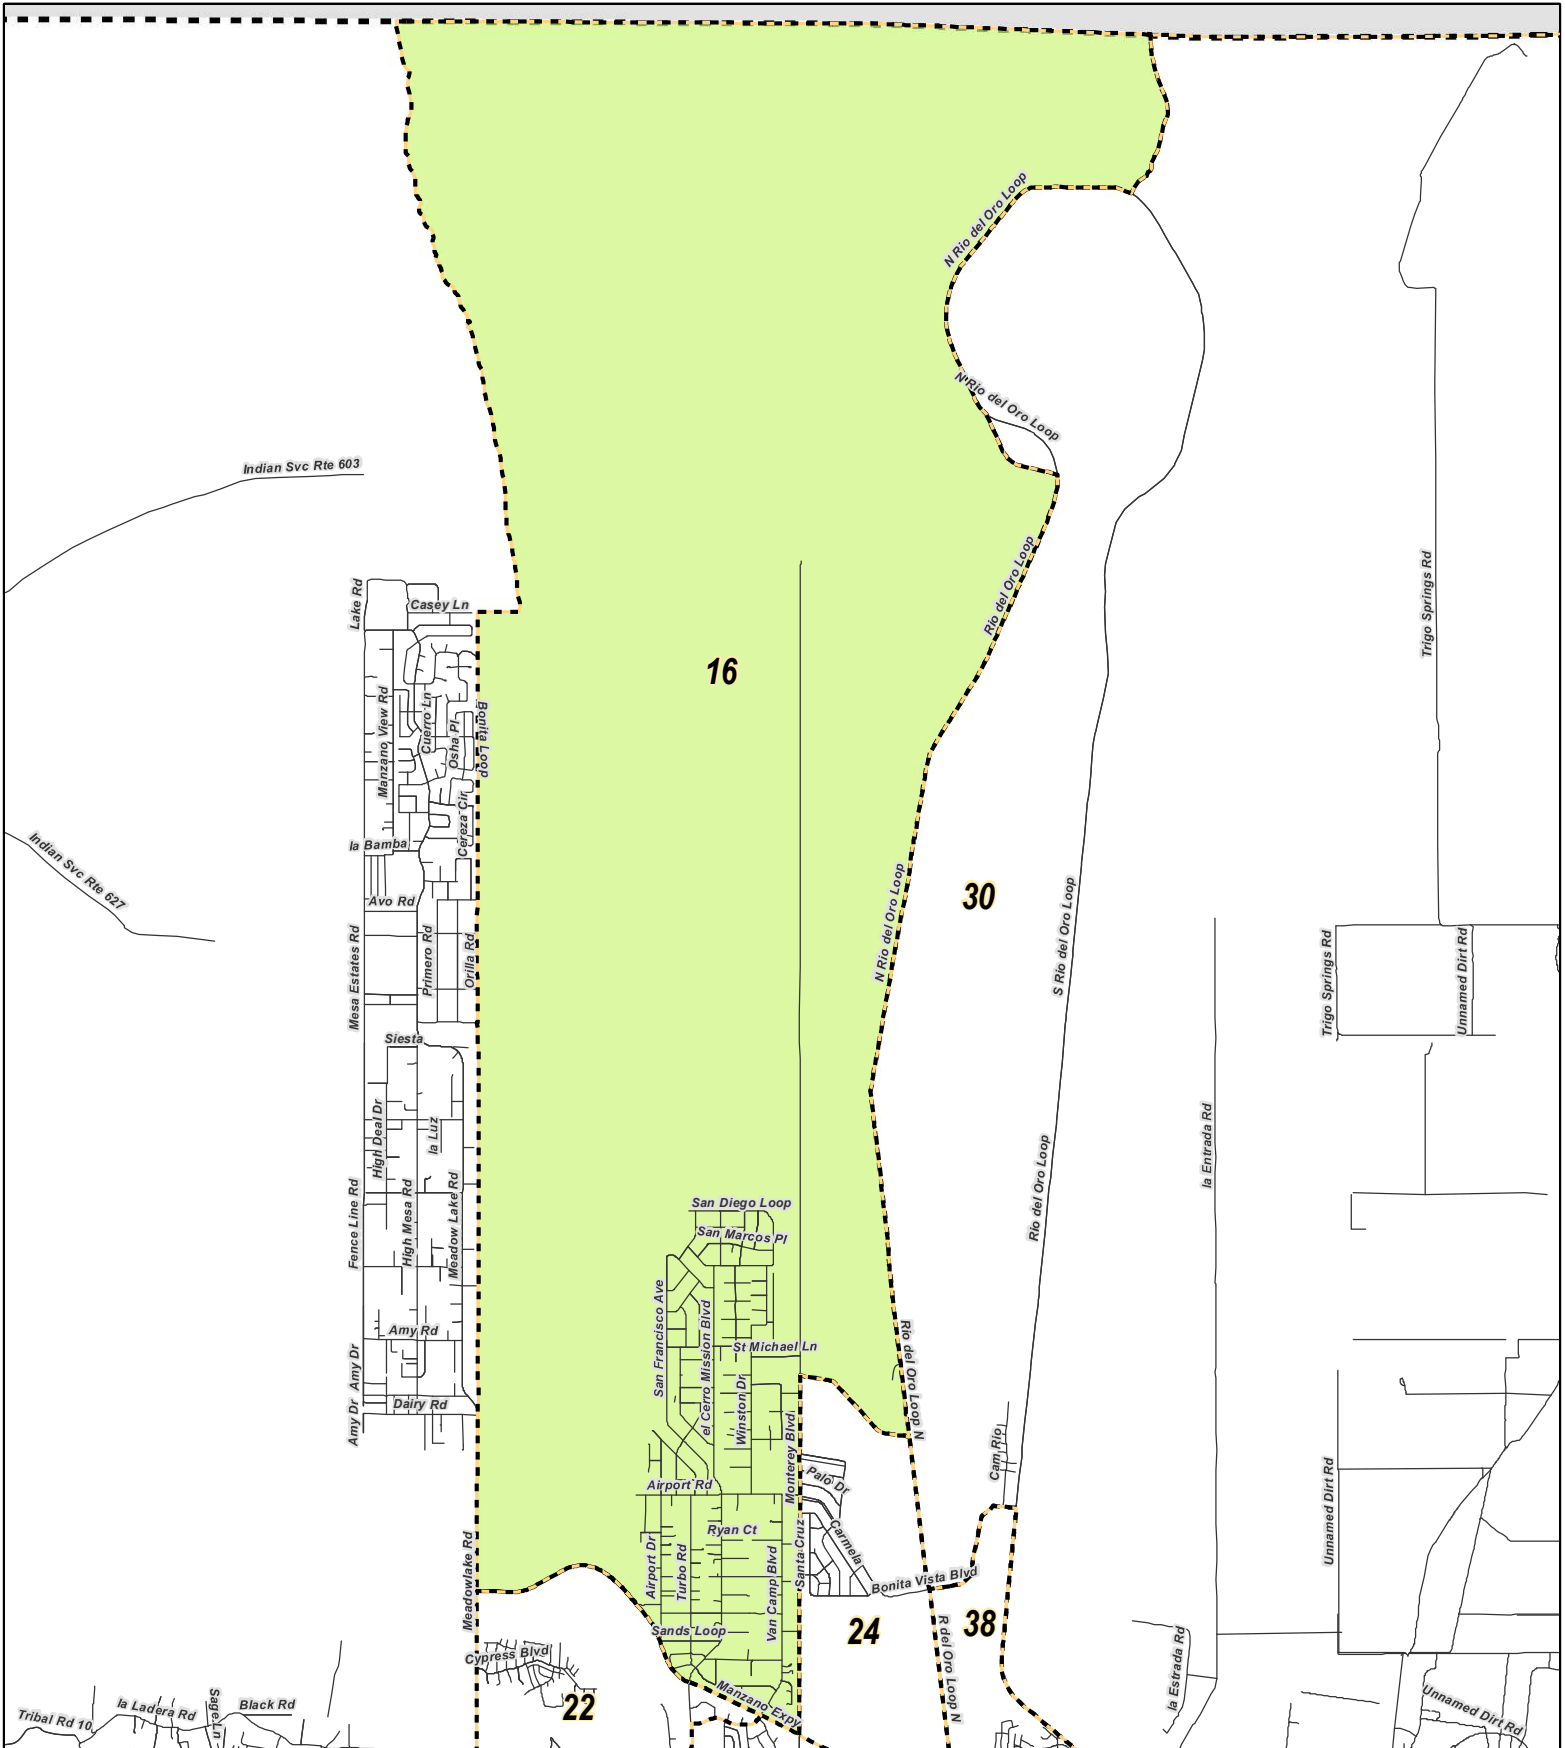 N Rio del Oro Loop
N Rio del Oro Loop
Indian Svc Rte 603
Rio del Oro Loop
Trigo Springs Rd
Lake Rd
Casey Ln
16
Manzano View Rd
Cuerro Ln
Osha Pl
Bonita Loop
Cereza Cir
la Bamba
Indian Svc Rte 627
Avo Rd
30
N Rio del Oro Loop
S Rio del Oro Loop
Mesa Estates Rd
Primero Rd
Orilla Rd
Trigo Springs Rd
Unnamed Dirt Rd
Siesta
High Deal Dr
la Luz
la Entrada Rd
Rio del Oro Loop
Fence Line Rd
High Mesa Rd
Meadow Lake Rd
San Diego Loop
San Marcos Pl
San Francisco Ave
el Cerro Mission Blvd
St Michael Ln
Rio del Oro Loop N
Amy Rd
Amy Dr
Amy Dr
Dairy Rd
Winston Dr
Monterey Blvd
Cam Rio
Palo Dr
Airport Rd
Unnamed Dirt Rd
Ryan Ct
Carmela
Santa Cruz
Airport Dr
Turbo Rd
Van Camp Blvd
Bonita Vista Blvd
Meadowlake Rd
Sands Loop
24
38
R del Oro Loop N
la Estrada Rd
Cypress Blvd
22
Manzano Expy
Tribal Rd 10
la Ladera Rd
Sage Ln
Black Rd
Unnamed Dirt Rd